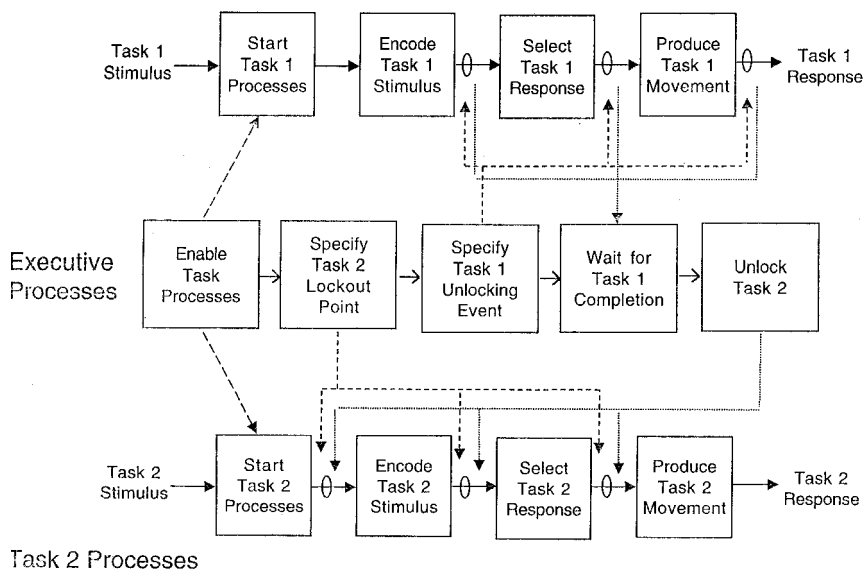 Task 1
Stimulus
Start
Task 1
Processes
Encode
Task 1
Stimulus
Select
Task 1
Response
Produce
Task 1
Movement
Task 1
Response
Executive
Processes
Enable
Task
Processes
Specify
Task 2
Lockout
Point
Specify
Task 1
Unlocking
Event
Wait for
Task 1
Completion
Unlock
Task 2
Task 2
Stimulus
Start
Task 2
Processes
Encode
Task 2
Stimulus
Select
Task 2
Response
Produce
Task 2
Movement
Task 2
Response
Task 2 Processes